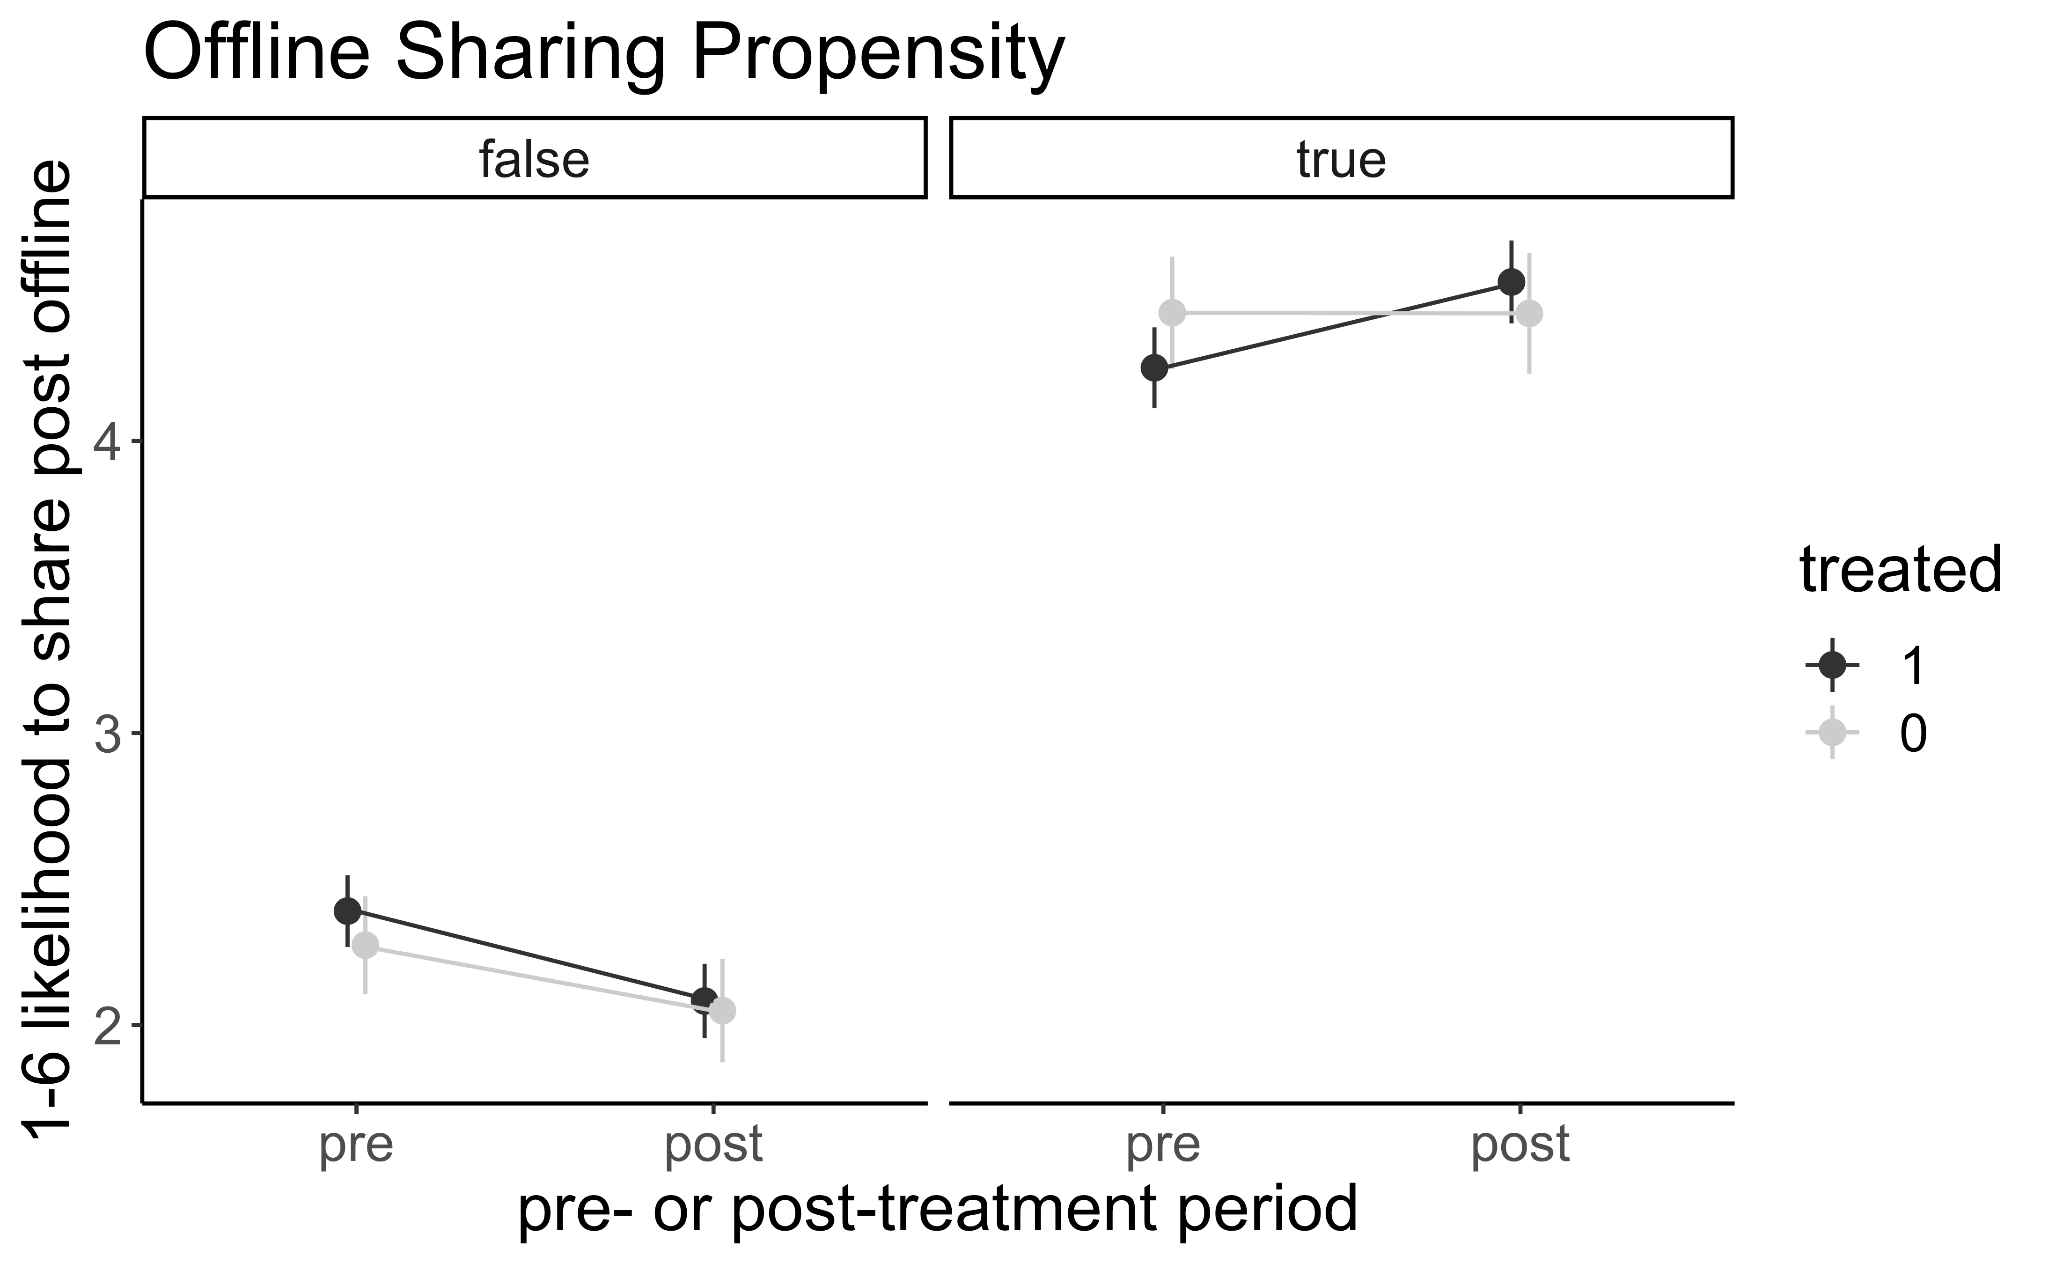 Offline Sharing Propensity
false
true
1-6 likelihood to share post offline
4
3
2
pre
post
pre
post
pre- or post-treatment period
treated
1
0